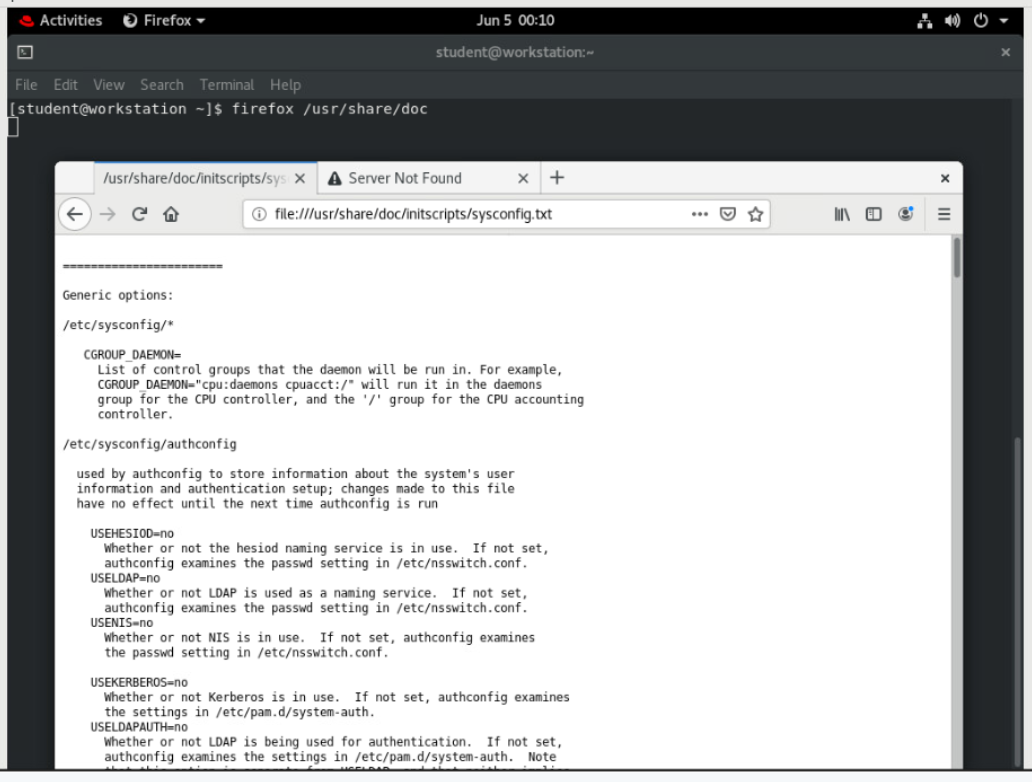 Activities Firefox Jun 5 00:10
student@workstation:~
File Edit View Search Terminal Help
[student@workstation ~]$ firefox /usr/share/doc
/usr/share/doc/initscripts/sys Server Not Found
file:///usr/share/doc/initscripts/sysconfig.txt
=======================
Generic options:
/etc/sysconfig/*
CGROUP_DAEMON=
List of control groups that the daemon will be run in. For example,
CGROUP_DAEMON="cpu:daemons cpuacct:/" will run it in the daemons
group for the CPU controller, and the '/' group for the CPU accounting
controller.
/etc/sysconfig/authconfig
used by authconfig to store information about the system's user
information and authentication setup; changes made to this file
have no effect until the next time authconfig is run
USEHESIOD=no
Whether or not the hesiod naming service is in use.  If not set,
authconfig examines the passwd setting in /etc/nsswitch.conf.
USELDAP=no
Whether or not LDAP is used as a naming service.  If not set,
authconfig examines the passwd setting in /etc/nsswitch.conf.
USENIS=no
Whether or not NIS is in use.  If not set, authconfig examines
the passwd setting in /etc/nsswitch.conf.
USEKERBEROS=no
Whether or not Kerberos is in use.  If not set, authconfig examines
the settings in /etc/pam.d/system-auth.
USELDAPAUTH=no
Whether or not LDAP is being used for authentication.  If not set,
authconfig examines the settings in /etc/pam.d/system-auth.  Note